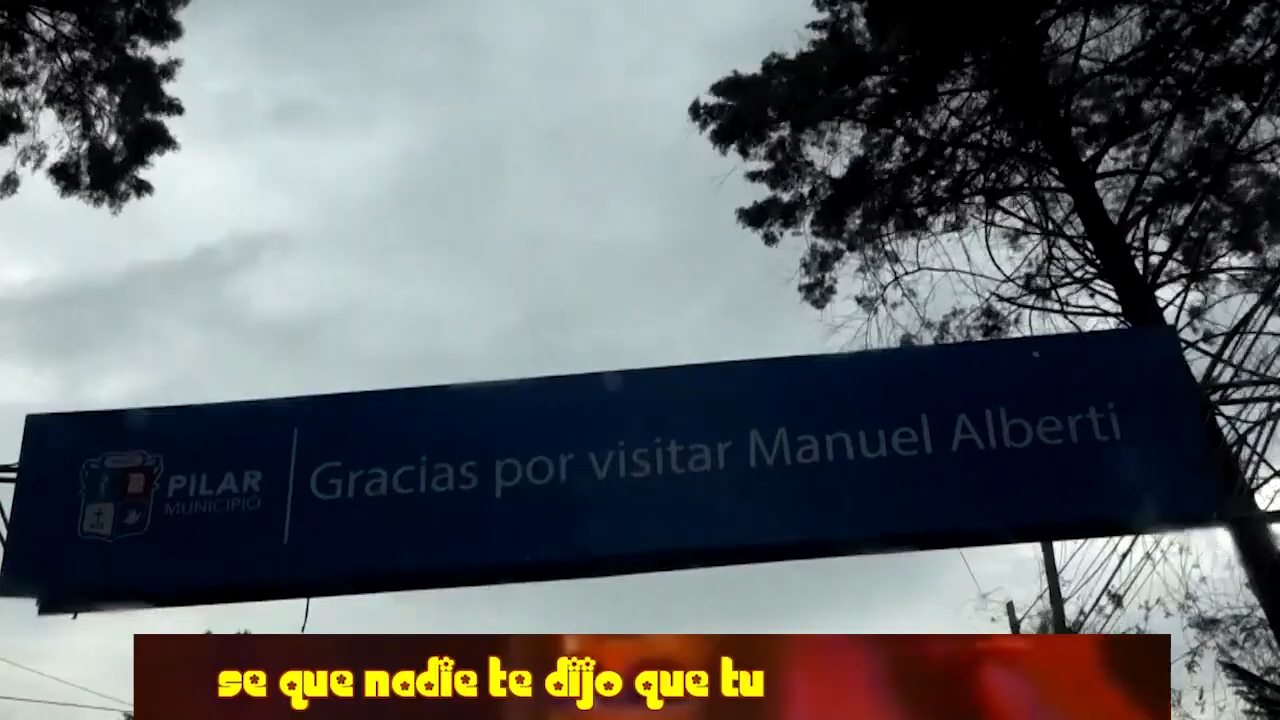 PILAR
MUNICIPIO
Gracias por visitar Manuel Alberti
se que nadie te dijo que tu